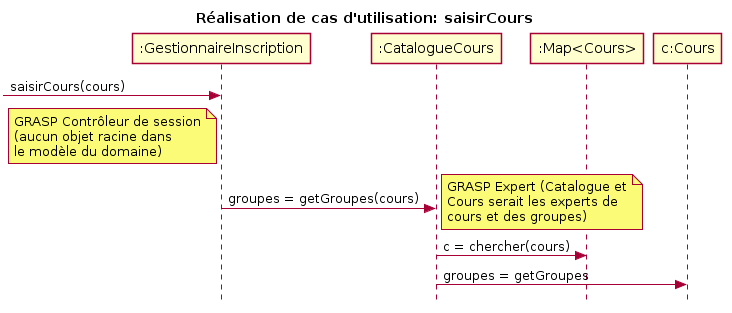 Réalisation de cas d'utilisation: saisirCours
:GestionnaireInscription
:CatalogueCours
:Map<Cours>
c:Cours
saisirCours(cours)
GRASP Contrôleur de session
(aucun objet racine dans
le modèle du domaine)
groupes = getGroupes(cours)
GRASP Expert (Catalogue et
Cours serait les experts de
cours et des groupes)
c = chercher(cours)
groupes = getGroupes